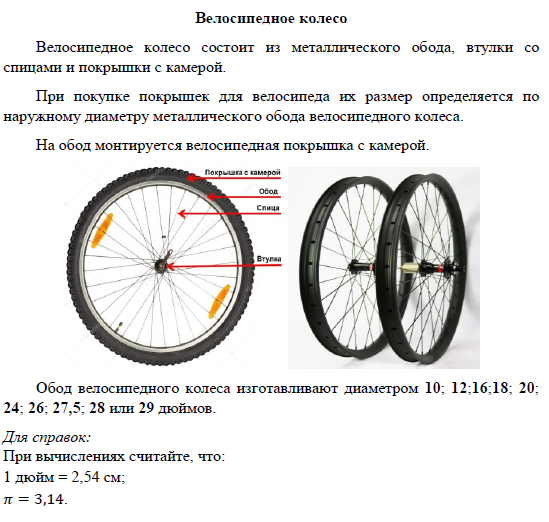 Велосипедное колесо
Велосипедное колесо состоит из металлического обода, втулки со
спицами и покрышки с камерой.
При покупке покрышек для велосипеда их размер определяется по
наружному диаметру металлического обода велосипедного колеса.
На обод монтируется велосипедная покрышка с камерой.
Покрышка с камерой
Обод
Спица
Втулка
Обод велосипедного колеса изготавливают диаметром 10; 12;16;18; 20;
24; 26; 27,5; 28 или 29 дюймов.
Для справок:
При вычислениях считайте, что:
1 дюйм = 2,54 см;
π = 3,14.